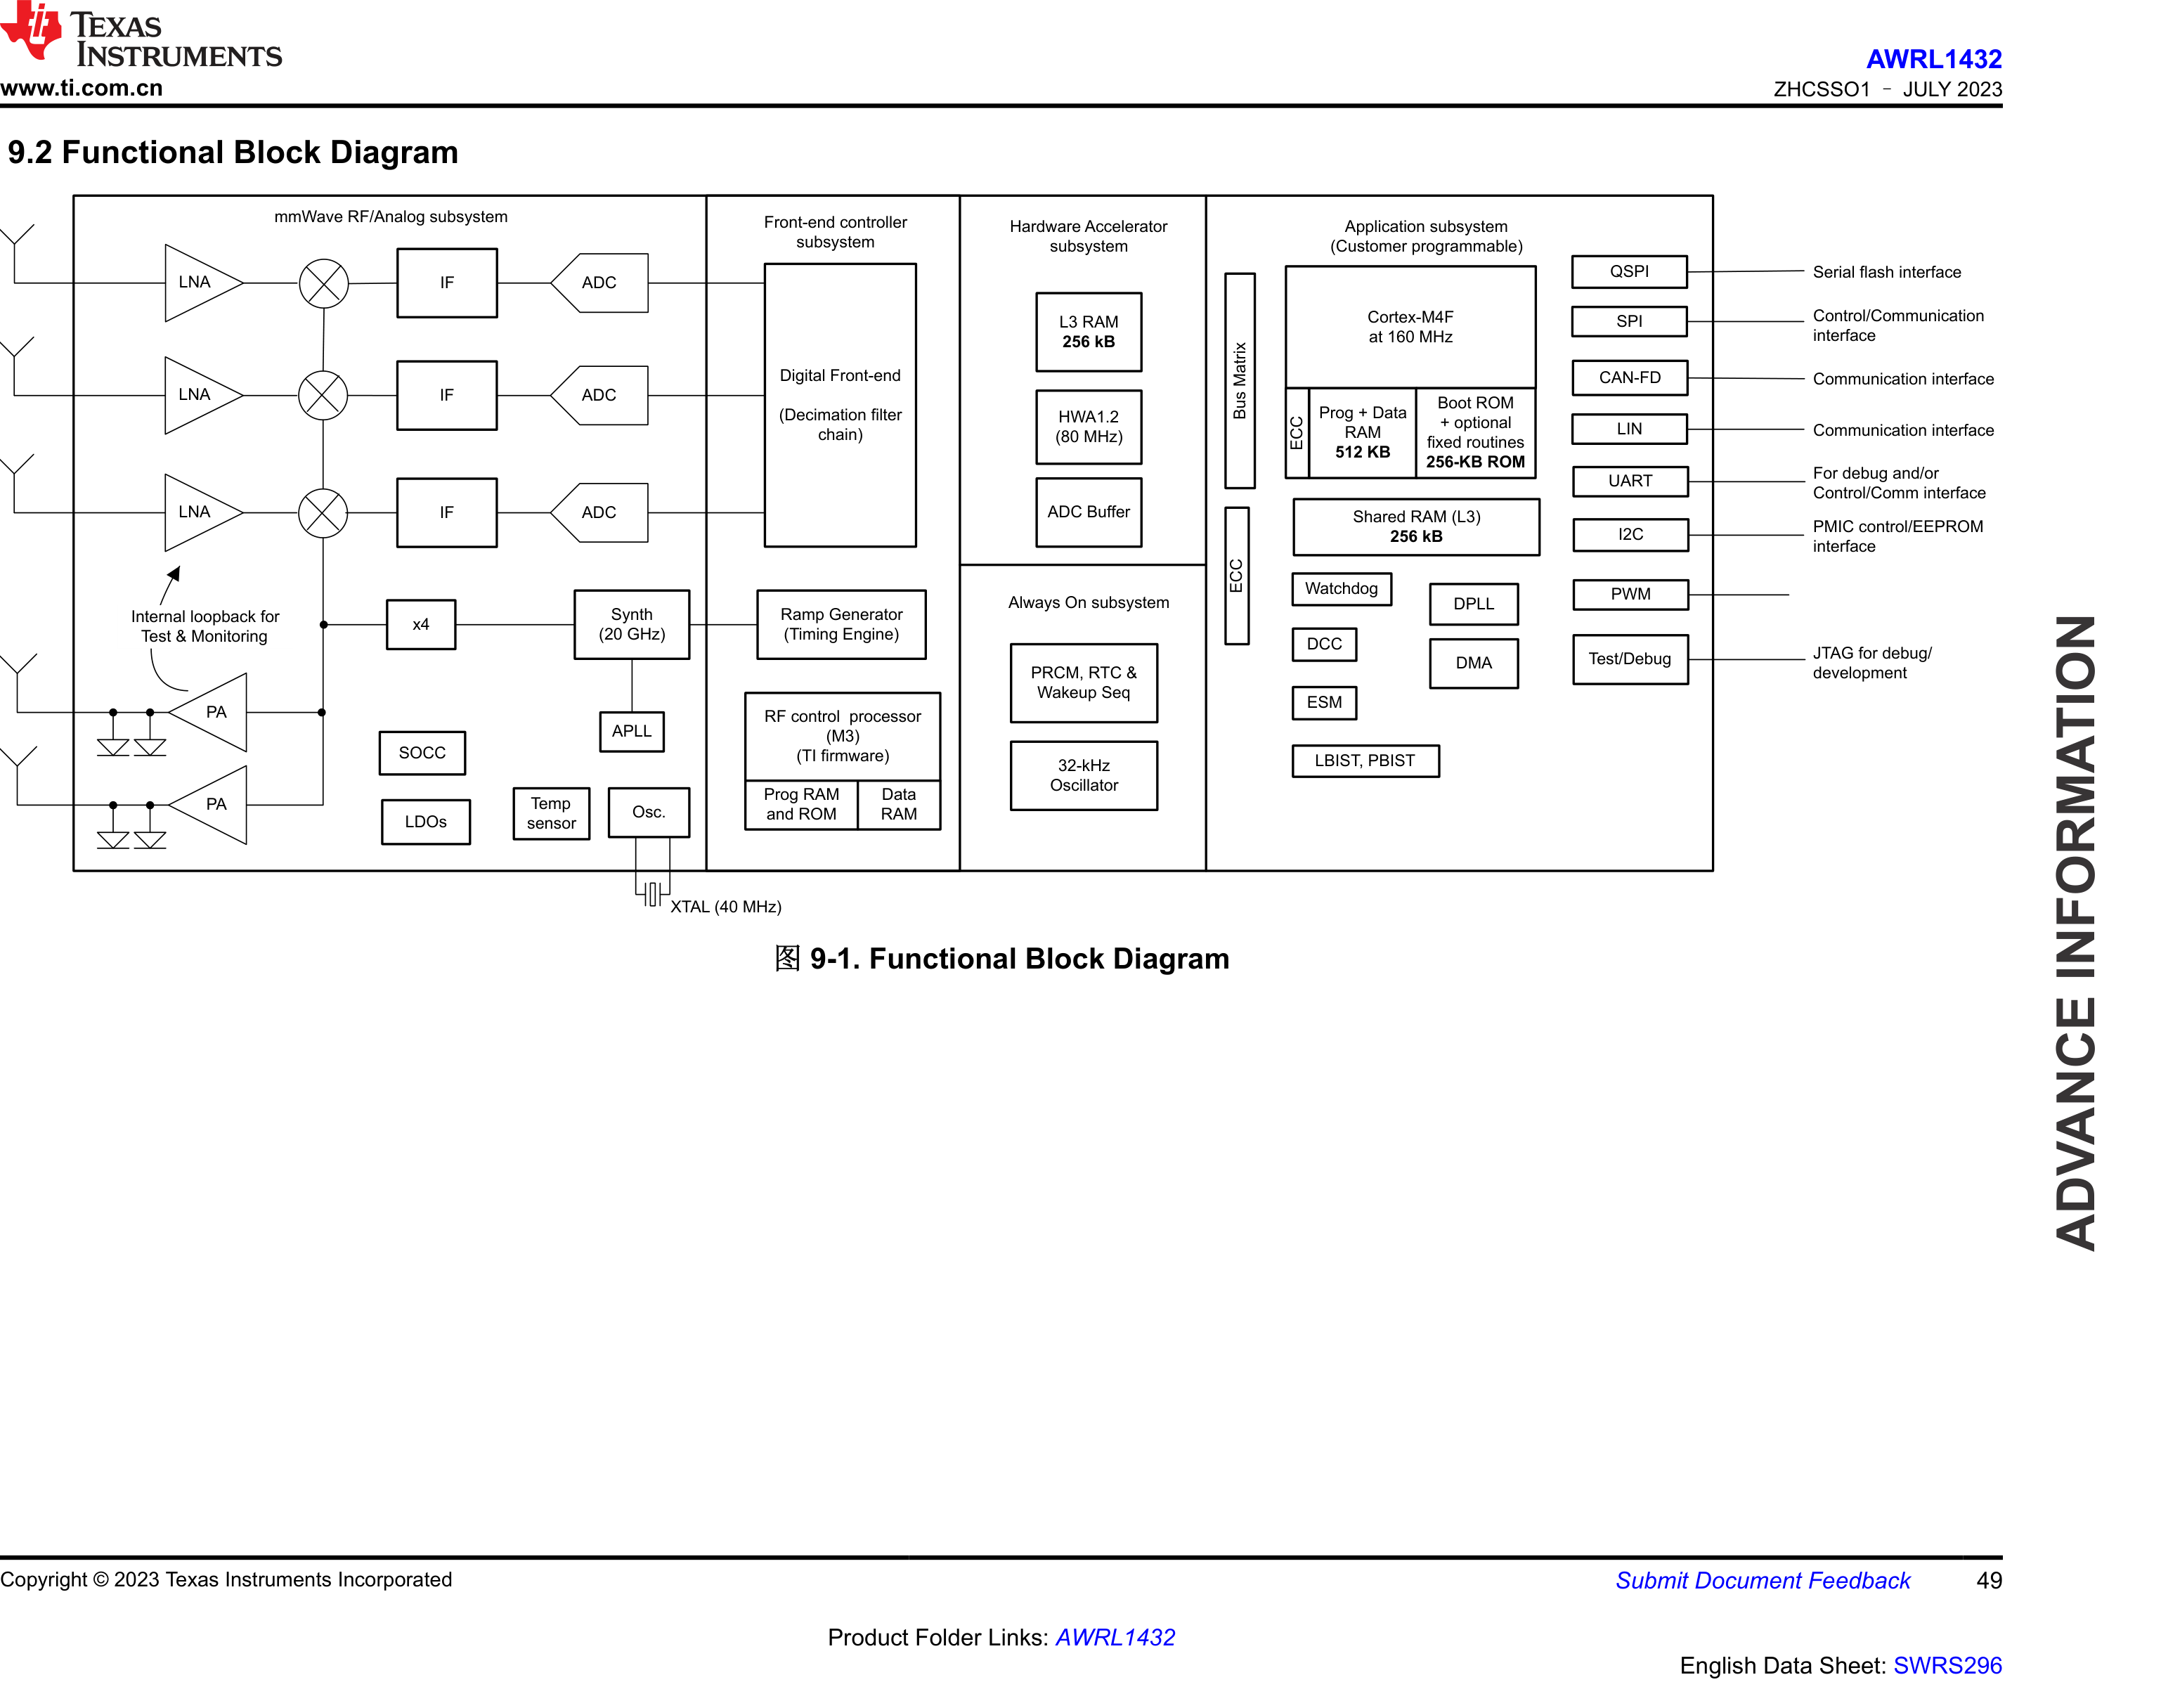 TEXAS
INSTRUMENTS
www.ti.com.cn
AWRL1432
ZHCSSO1 – JULY 2023
9.2 Functional Block Diagram
mmWave RF/Analog subsystem
LNA
IF
ADC
LNA
IF
ADC
LNA
IF
ADC
Internal loopback for
Test & Monitoring
x4
Synth
(20 GHz)
PA
APLL
SOCC
PA
LDOs
Temp
sensor
Osc.
XTAL (40 MHz)
Front-end controller
subsystem
Digital Front-end
(Decimation filter
chain)
Ramp Generator
(Timing Engine)
RF control processor
(M3)
(TI firmware)
Prog RAM
and ROM
Data
RAM
Hardware Accelerator
subsystem
L3 RAM
256 kB
HWA1.2
(80 MHz)
ADC Buffer
Always On subsystem
PRCM, RTC &
Wakeup Seq
32-kHz
Oscillator
Application subsystem
(Customer programmable)
Bus Matrix
Cortex-M4F
at 160 MHz
ECC
Prog + Data
RAM
512 KB
Boot ROM
+ optional
fixed routines
256-KB ROM
ECC
Shared RAM (L3)
256 kB
Watchdog
DPLL
DCC
DMA
ESM
LBIST, PBIST
QSPI
Serial flash interface
SPI
Control/Communication
interface
CAN-FD
Communication interface
LIN
Communication interface
UART
For debug and/or
Control/Comm interface
I2C
PMIC control/EEPROM
interface
PWM
Test/Debug
JTAG for debug/
development
图 9-1. Functional Block Diagram
ADVANCE INFORMATION
Copyright © 2023 Texas Instruments Incorporated
Submit Document Feedback 49
Product Folder Links: AWRL1432
English Data Sheet: SWRS296